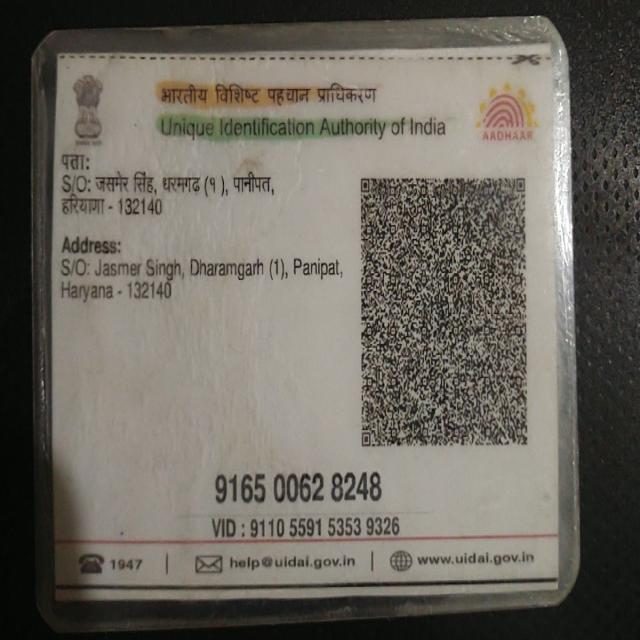 भारतीय विशिष्ट पहचान प्राधिकरण
Unique Identification Authority of India
AADHAAR
पता:
S/O: जसमेर सिंह, धरमगढ (१ ), पानीपत,
हरियाणा - 132140
Address:
S/O: Jasmer Singh, Dharamgarh (1), Panipat,
Haryana - 132140
9165 0062 8248
VID : 9110 5591 5353 9326
1947 | help@uidai.gov.in | www.uidai.gov.in